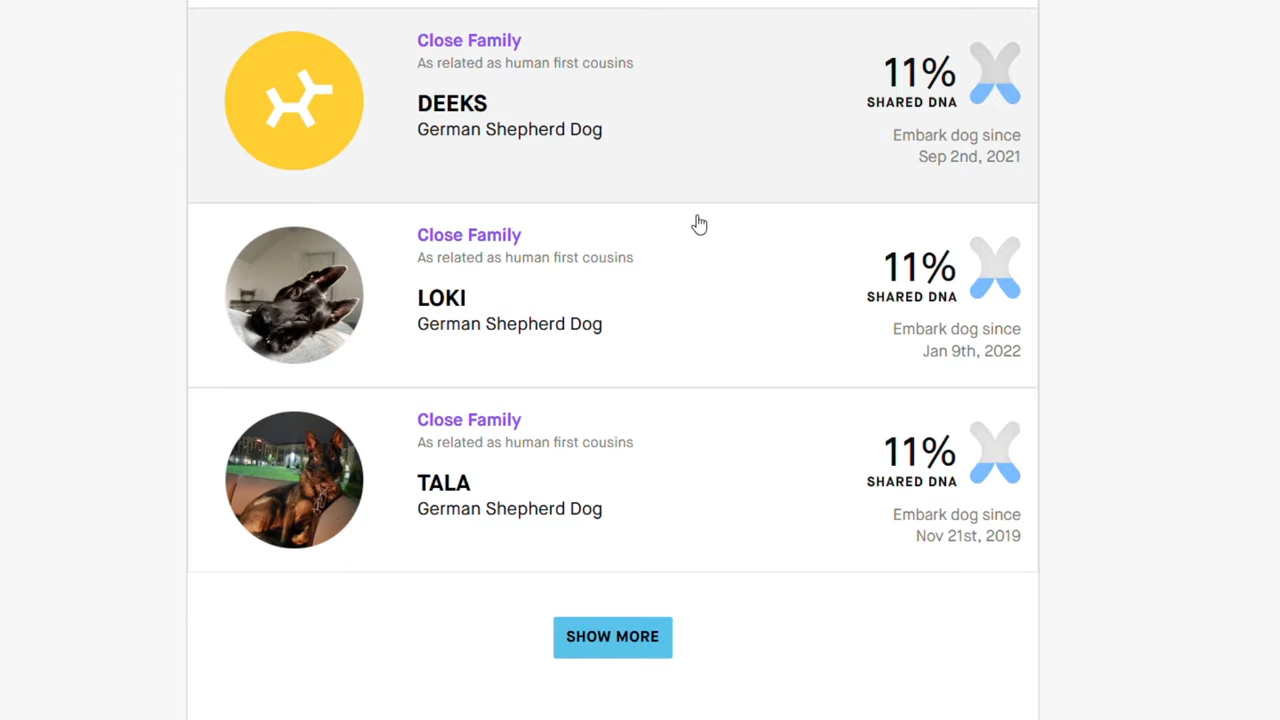 Close Family
As related as human first cousins
DEEKS
German Shepherd Dog
11%
SHARED DNA
Embark dog since
Sep 2nd, 2021
Close Family
As related as human first cousins
LOKI
German Shepherd Dog
11%
SHARED DNA
Embark dog since
Jan 9th, 2022
Close Family
As related as human first cousins
TALA
German Shepherd Dog
11%
SHARED DNA
Embark dog since
Nov 21st, 2019
SHOW MORE